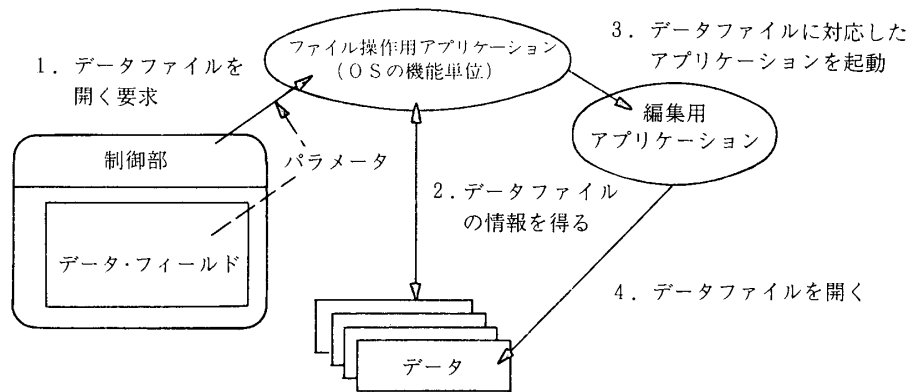 ファイル操作用アプリケーション
（ＯＳの機能単位）
1．データファイルを
開く要求
3．データファイルに対応した
アプリケーションを起動
編集用
アプリケーション
制御部
パラメータ
2．データファイル
の情報を得る
データ・フィールド
4．データファイルを開く
データ